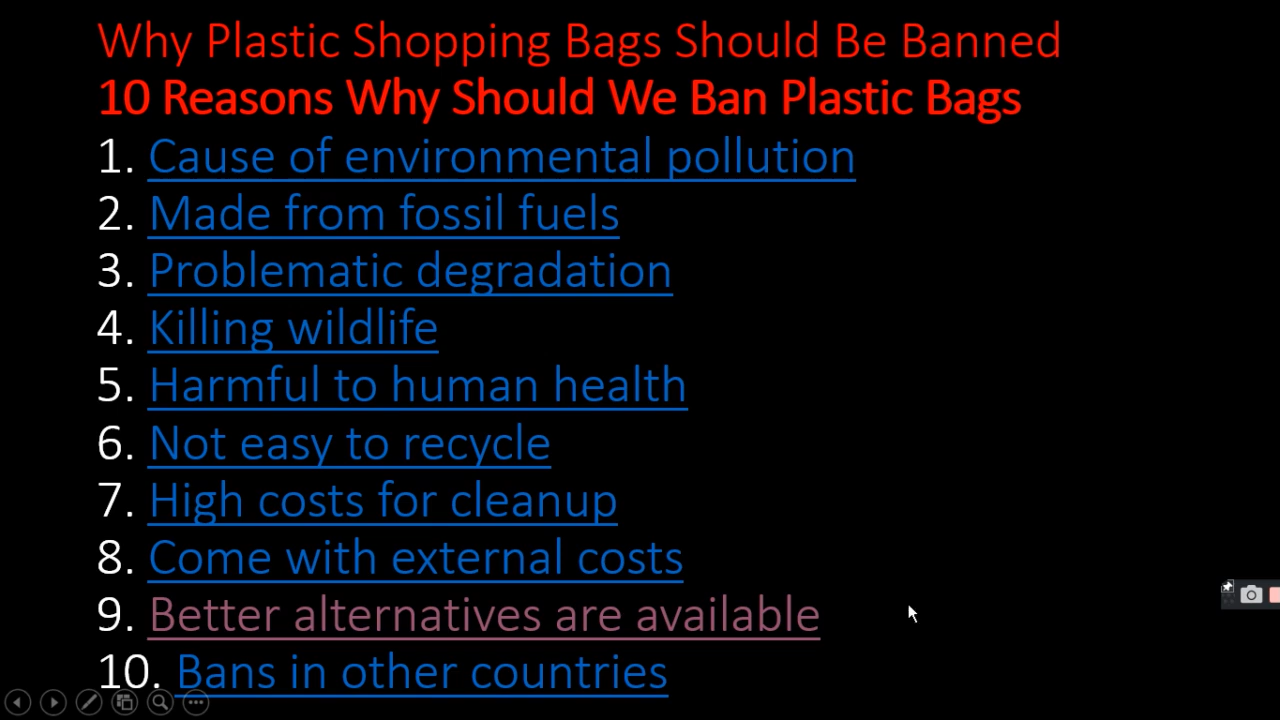 Why Plastic Shopping Bags Should Be Banned
10 Reasons Why Should We Ban Plastic Bags
1. Cause of environmental pollution
2. Made from fossil fuels
3. Problematic degradation
4. Killing wildlife
5. Harmful to human health
6. Not easy to recycle
7. High costs for cleanup
8. Come with external costs
9. Better alternatives are available
10. Bans in other countries